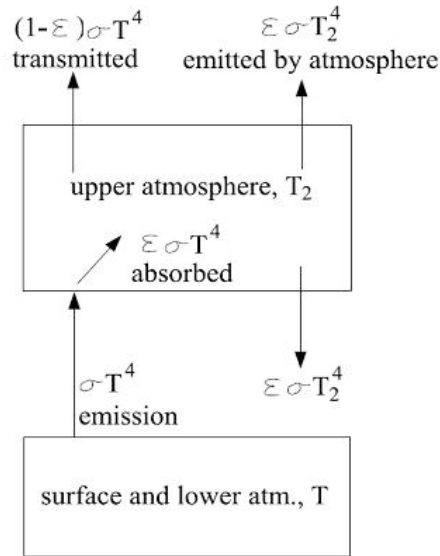 (1-ε)σT⁴
transmitted
εσT₂⁴
emitted by atmosphere
upper atmosphere, T₂
εσT⁴
absorbed
σT⁴
emission
εσT₂⁴
surface and lower atm., T